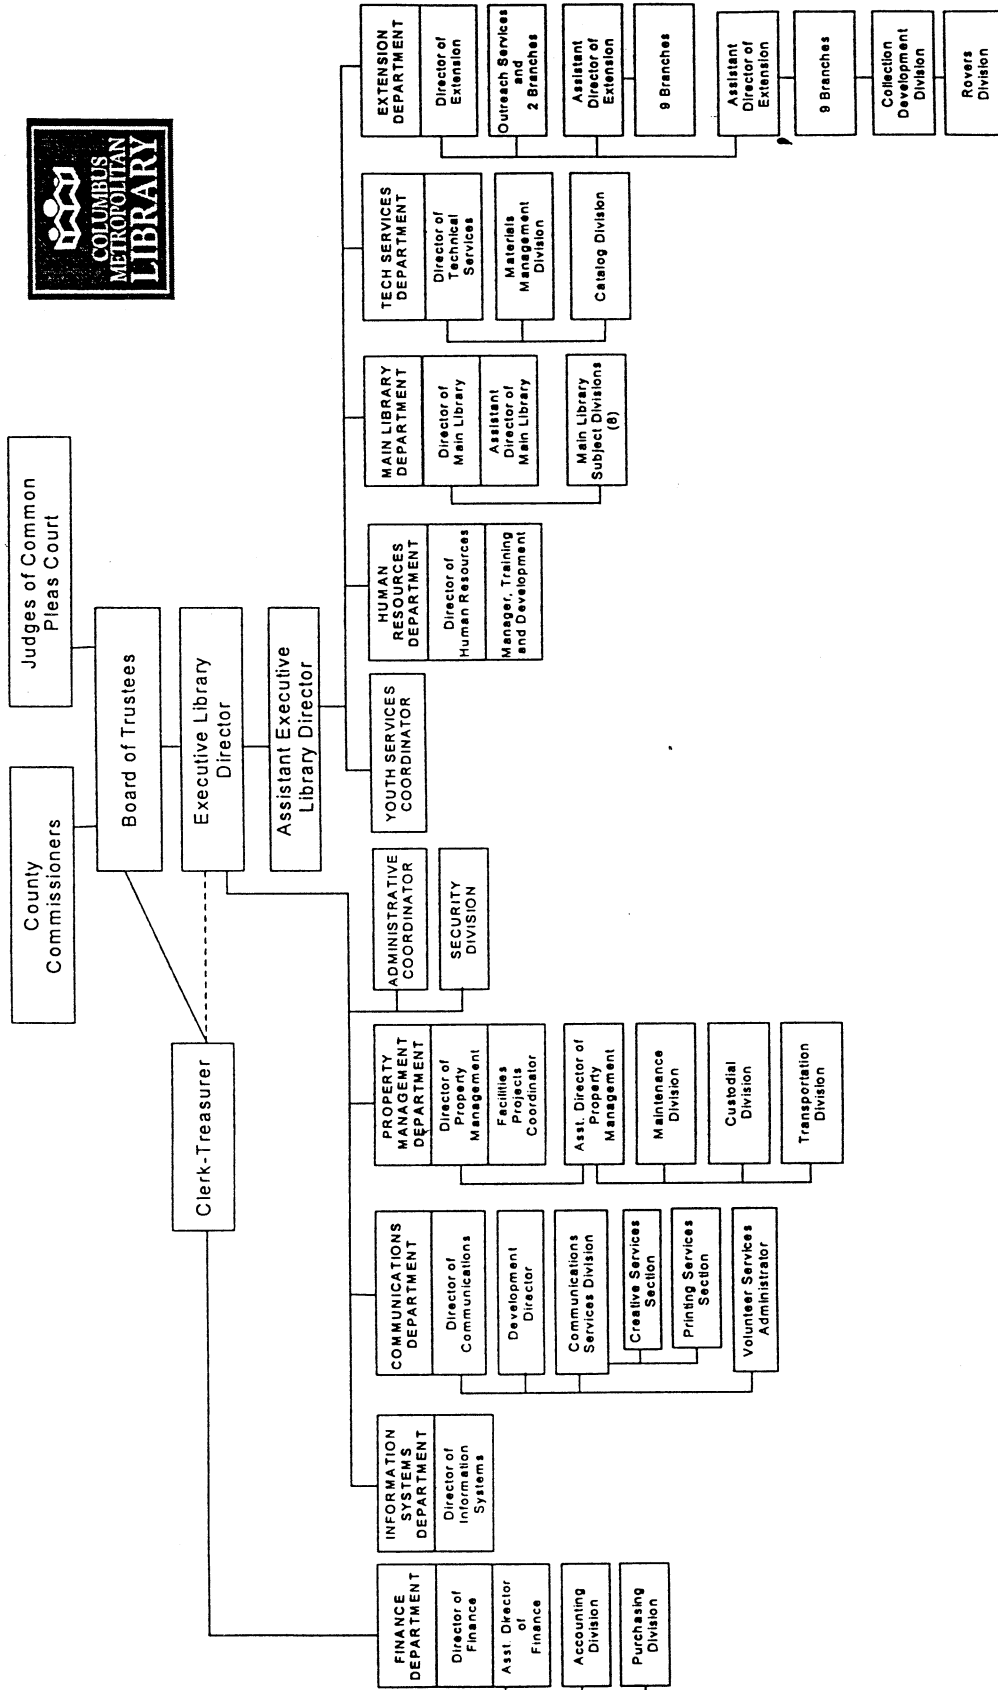 COLUMBUS
METROPOLITAN
LIBRARY
County
Commissioners
Judges of Common
Pleas Court
Board of Trustees
Clerk-Treasurer
Executive Library
Director
Assistant Executive
Library Director
FINANCE
DEPARTMENT
Director of
Finance
Asst. Director
of
Finance
Accounting
Division
Purchasing
Division
INFORMATION
SYSTEMS
DEPARTMENT
Director of
Information
Systems
COMMUNICATIONS
DEPARTMENT
Director of
Communications
Development
Director
Communications
Services Division
Creative Services
Section
Printing Services
Section
Volunteer Services
Administrator
PROPERTY
MANAGEMENT
DEPARTMENT
Director of
Property
Management
Facilities
Projects
Coordinator
Asst. Director of
Property
Management
Maintenance
Division
Custodial
Division
Transportation
Division
ADMINISTRATIVE
COORDINATOR
SECURITY
DIVISION
YOUTH SERVICES
COORDINATOR
HUMAN
RESOURCES
DEPARTMENT
Director of
Human Resources
Manager, Training
and Development
MAIN LIBRARY
DEPARTMENT
Director of
Main Library
Assistant
Director of
Main Library
Main Library
Subject Divisions
(6)
TECH SERVICES
DEPARTMENT
Director of
Technical
Services
Materials
Management
Division
Catalog Division
EXTENSION
DEPARTMENT
Director of
Extension
Outreach Services
and
2 Branches
Assistant
Director of
Extension
9 Branches
Assistant
Director of
Extension
9 Branches
Collection
Development
Division
Rovers
Division